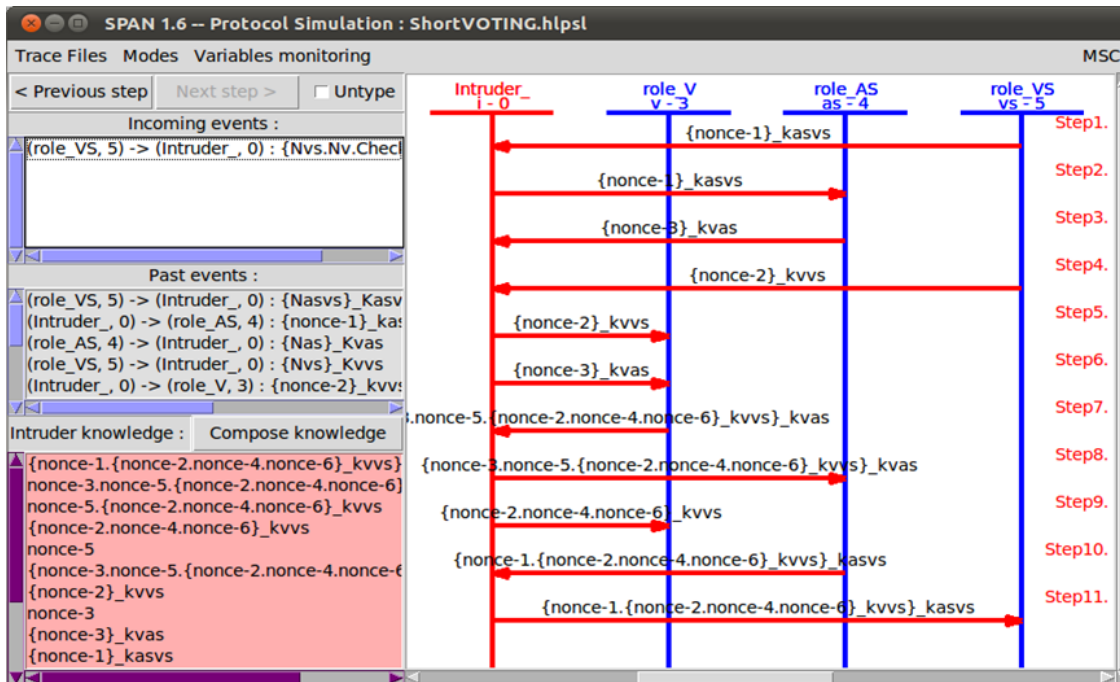 SPAN 1.6 -- Protocol Simulation : ShortVOTING.hlpsl
Trace Files Modes Variables monitoring MSC
< Previous step Next step > Untype
Incoming events :
(role_VS, 5) -> (Intruder_, 0) : {Nvs.Nv.Check
Past events :
(role_VS, 5) -> (Intruder_, 0) : {Nasvs}_Kasv
(Intruder_, 0) -> (role_AS, 4) : {nonce-1}_kas
(role_AS, 4) -> (Intruder_, 0) : {Nas}_Kvas
(role_VS, 5) -> (Intruder_, 0) : {Nvs}_Kvvs
(Intruder_, 0) -> (role_V, 3) : {nonce-2}_kvvs
Intruder knowledge : Compose knowledge
{nonce-1.{nonce-2.nonce-4.nonce-6}_kvvs}
nonce-3.nonce-5.{nonce-2.nonce-4.nonce-6}
nonce-5.{nonce-2.nonce-4.nonce-6}_kvvs
{nonce-2.nonce-4.nonce-6}_kvvs
nonce-5
{nonce-3.nonce-5.{nonce-2.nonce-4.nonce-6
{nonce-2}_kvvs
nonce-3
{nonce-3}_kvas
{nonce-1}_kasvs
Intruder_ role_V role_AS role_VS
i - 0 v - 3 as - 4 vs - 5
Step1.
{nonce-1}_kasvs
Step2.
{nonce-1}_kasvs
Step3.
{nonce-3}_kvas
Step4.
{nonce-2}_kvvs
Step5.
{nonce-2}_kvvs
Step6.
{nonce-3}_kvas
Step7.
3.nonce-5.{nonce-2.nonce-4.nonce-6}_kvvs}_kvas
Step8.
{nonce-3.nonce-5.{nonce-2.nonce-4.nonce-6}_kvvs}_kvas
Step9.
{nonce-2.nonce-4.nonce-6}_kvvs
Step10.
{nonce-1.{nonce-2.nonce-4.nonce-6}_kvvs}_kasvs
Step11.
{nonce-1.{nonce-2.nonce-4.nonce-6}_kvvs}_kasvs